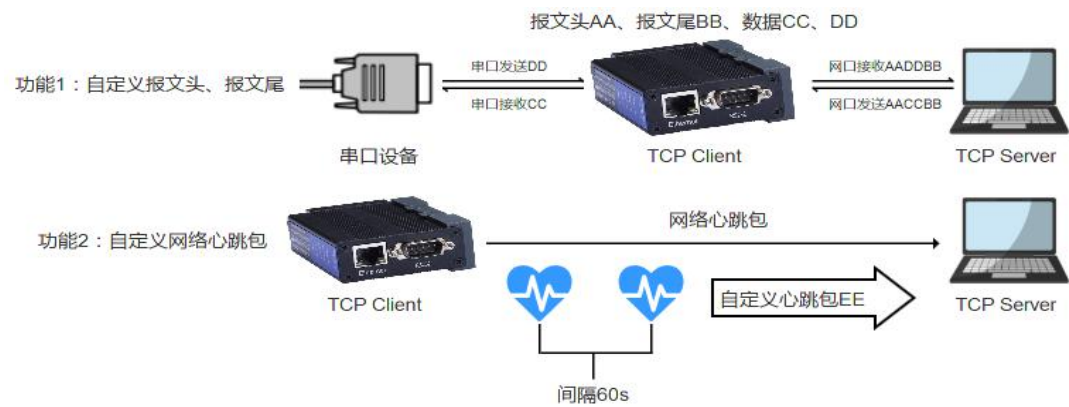 报文头AA、报文尾BB、数据CC、DD
功能1：自定义报文头、报文尾
串口发送DD
串口接收CC
网口接收AADDBB
网口发送AACCBB
串口设备
TCP Client
TCP Server
功能2：自定义网络心跳包
网络心跳包
自定义心跳包EE
TCP Client
TCP Server
间隔60s